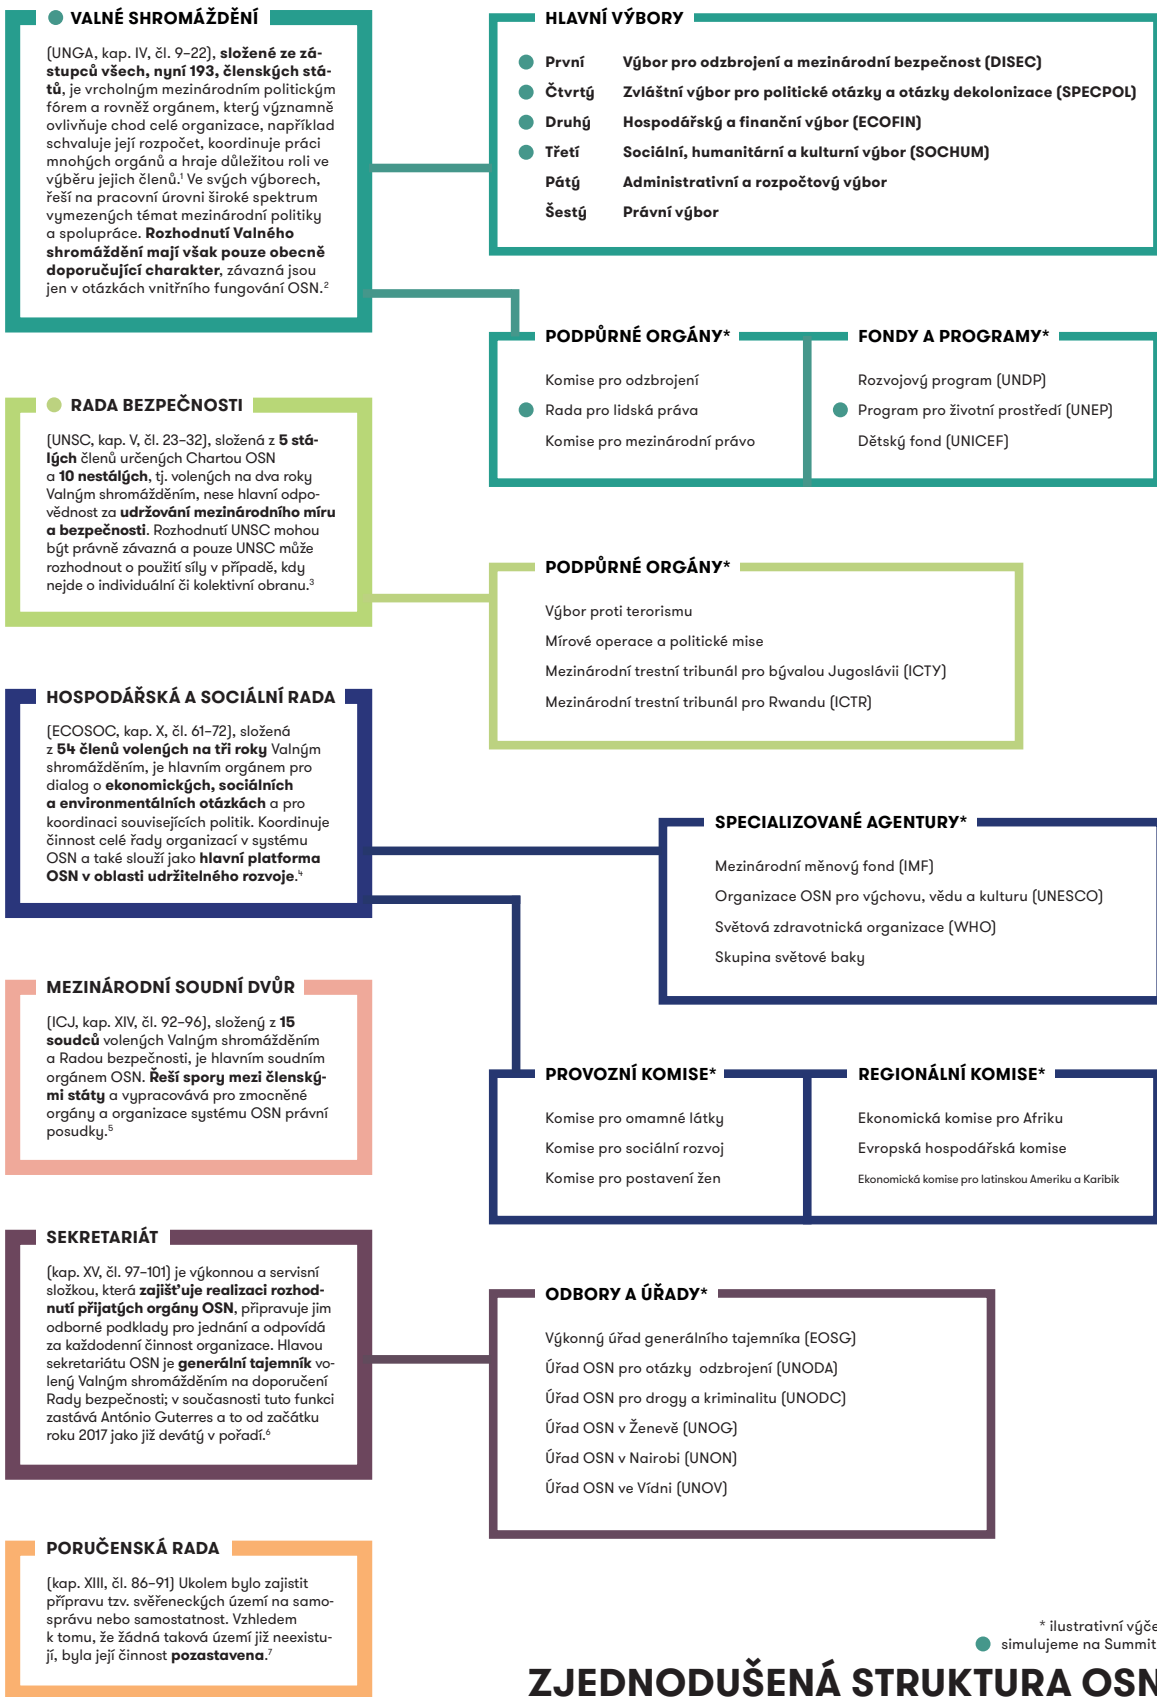 VALNÉ SHROMÁŽDĚNÍ
(UNGA, kap. IV, čl. 9–22), složené ze zá-
stupců všech, nyní 193, členských stá-
tů, je vrcholným mezinárodním politickým
fórem a rovněž orgánem, který významně
ovlivňuje chod celé organizace, například
schvaluje její rozpočet, koordinuje práci
mnohých orgánů a hraje důležitou roli ve
výběru jejich členů.¹ Ve svých výborech,
řeší na pracovní úrovni široké spektrum
vymezených témat mezinárodní politiky
a spolupráce. Rozhodnutí Valného
shromáždění mají však pouze obecně
doporučující charakter, závazná jsou
jen v otázkách vnitřního fungování OSN.²
HLAVNÍ VÝBORY
První Výbor pro odzbrojení a mezinárodní bezpečnost (DISEC)
Čtvrtý Zvláštní výbor pro politické otázky a otázky dekolonizace (SPECPOL)
Druhý Hospodářský a finanční výbor (ECOFIN)
Třetí Sociální, humanitární a kulturní výbor (SOCHUM)
Pátý Administrativní a rozpočtový výbor
Šestý Právní výbor
PODPŮRNÉ ORGÁNY*
Komise pro odzbrojení
Rada pro lidská práva
Komise pro mezinárodní právo
FONDY A PROGRAMY*
Rozvojový program (UNDP)
Program pro životní prostředí (UNEP)
Dětský fond (UNICEF)
RADA BEZPEČNOSTI
(UNSC, kap. V, čl. 23–32), složená z 5 stá-
lých členů určených Chartou OSN
a 10 nestálých, tj. volených na dva roky
Valným shromážděním, nese hlavní odpo-
vědnost za udržování mezinárodního míru
a bezpečnosti. Rozhodnutí UNSC mohou
být právně závazná a pouze UNSC může
rozhodnout o použití síly v případě, kdy
nejde o individuální či kolektivní obranu.³
PODPŮRNÉ ORGÁNY*
Výbor proti terorismu
Mírové operace a politické mise
Mezinárodní trestní tribunál pro bývalou Jugoslávii (ICTY)
Mezinárodní trestní tribunál pro Rwandu (ICTR)
HOSPODÁŘSKÁ A SOCIÁLNÍ RADA
(ECOSOC, kap. X, čl. 61–72), složená
z 54 členů volených na tři roky Valným
shromážděním, je hlavním orgánem pro
dialog o ekonomických, sociálních
a environmentálních otázkách a pro
koordinaci souvisejících politik. Koordinuje
činnost celé řady organizací v systému
OSN a také slouží jako hlavní platforma
OSN v oblasti udržitelného rozvoje.⁴
SPECIALIZOVANÉ AGENTURY*
Mezinárodní měnový fond (IMF)
Organizace OSN pro výchovu, vědu a kulturu (UNESCO)
Světová zdravotnická organizace (WHO)
Skupina světové baky
MEZINÁRODNÍ SOUDNÍ DVŮR
(ICJ, kap. XIV, čl. 92–96), složený z 15
soudců volených Valným shromážděním
a Radou bezpečnosti, je hlavním soudním
orgánem OSN. Řeší spory mezi členský-
mi státy a vypracovává pro zmocněné
orgány a organizace systému OSN právní
posudky.⁵
PROVOZNÍ KOMISE*
Komise pro omamné látky
Komise pro sociální rozvoj
Komise pro postavení žen
REGIONÁLNÍ KOMISE*
Ekonomická komise pro Afriku
Evropská hospodářská komise
Ekonomická komise pro latinskou Ameriku a Karibik
SEKRETARIÁT
(kap. XV, čl. 97–101) je výkonnou a servisní
složkou, která zajišt'uje realizaci rozhod-
nutí přijatých orgány OSN, připravuje jim
odborné podklady pro jednání a odpovídá
za každodenní činnost organizace. Hlavou
sekretariátu OSN je generální tajemník vo-
lený Valným shromážděním na doporučení
Rady bezpečnosti; v současnosti tuto funkci
zastává António Guterres a to od začátku
roku 2017 jako již devátý v pořadí.⁶
ODBORY A ÚŘADY*
Výkonný úřad generálního tajemníka (EOSG)
Úřad OSN pro otázky odzbrojení (UNODA)
Úřad OSN pro drogy a kriminalitu (UNODC)
Úřad OSN v Ženevě (UNOG)
Úřad OSN v Nairobi (UNON)
Úřad OSN ve Vídni (UNOV)
PORUČENSKÁ RADA
(kap. XIII, čl. 86–91) Ukolem bylo zajistit
přípravu tzv. svěřeneckých území na samo-
správu nebo samostatnost. Vzhledem
k tomu, že žádná taková území již neexistu-
jí, byla její činnost pozastavena.⁷
* ilustrativní výče
simulujeme na Summit
ZJEDNODUŠENÁ STRUKTURA OSN